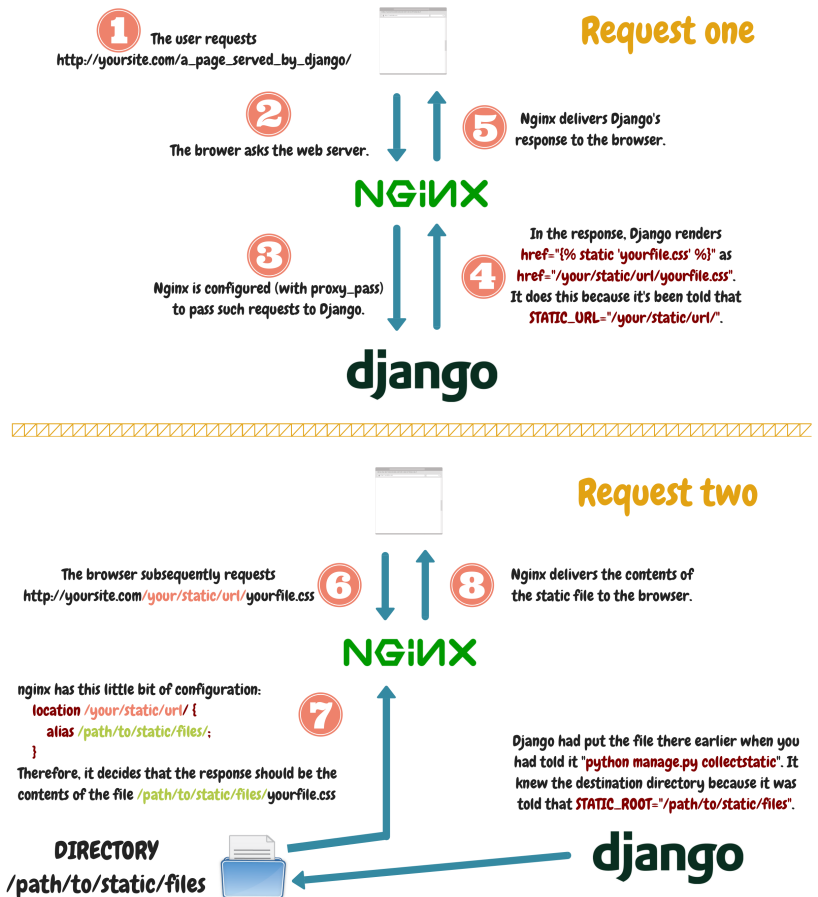 1
The user requests
http://yoursite.com/a_page_served_by_django/
Request one
2
The brower asks the web server.
5
Nginx delivers Django's
response to the browser.
NGINX
3
Nginx is configured (with proxy_pass)
to pass such requests to Django.
4
In the response, Django renders
href="{% static 'yourfile.css' %}" as
href="/your/static/url/yourfile.css".
It does this because it's been told that
STATIC_URL="/your/static/url/".
django
Request two
The browser subsequently requests
http://yoursite.com/your/static/url/yourfile.css
6
8
Nginx delivers the contents of
the static file to the browser.
NGINX
nginx has this little bit of configuration:
location /your/static/url/ {
alias /path/to/static/files/;
}
Therefore, it decides that the response should be the
contents of the file /path/to/static/files/yourfile.css
7
Django had put the file there earlier when you
had told it "python manage.py collectstatic". It
knew the destination directory because it was
told that STATIC_ROOT="/path/to/static/files".
DIRECTORY
/path/to/static/files
django